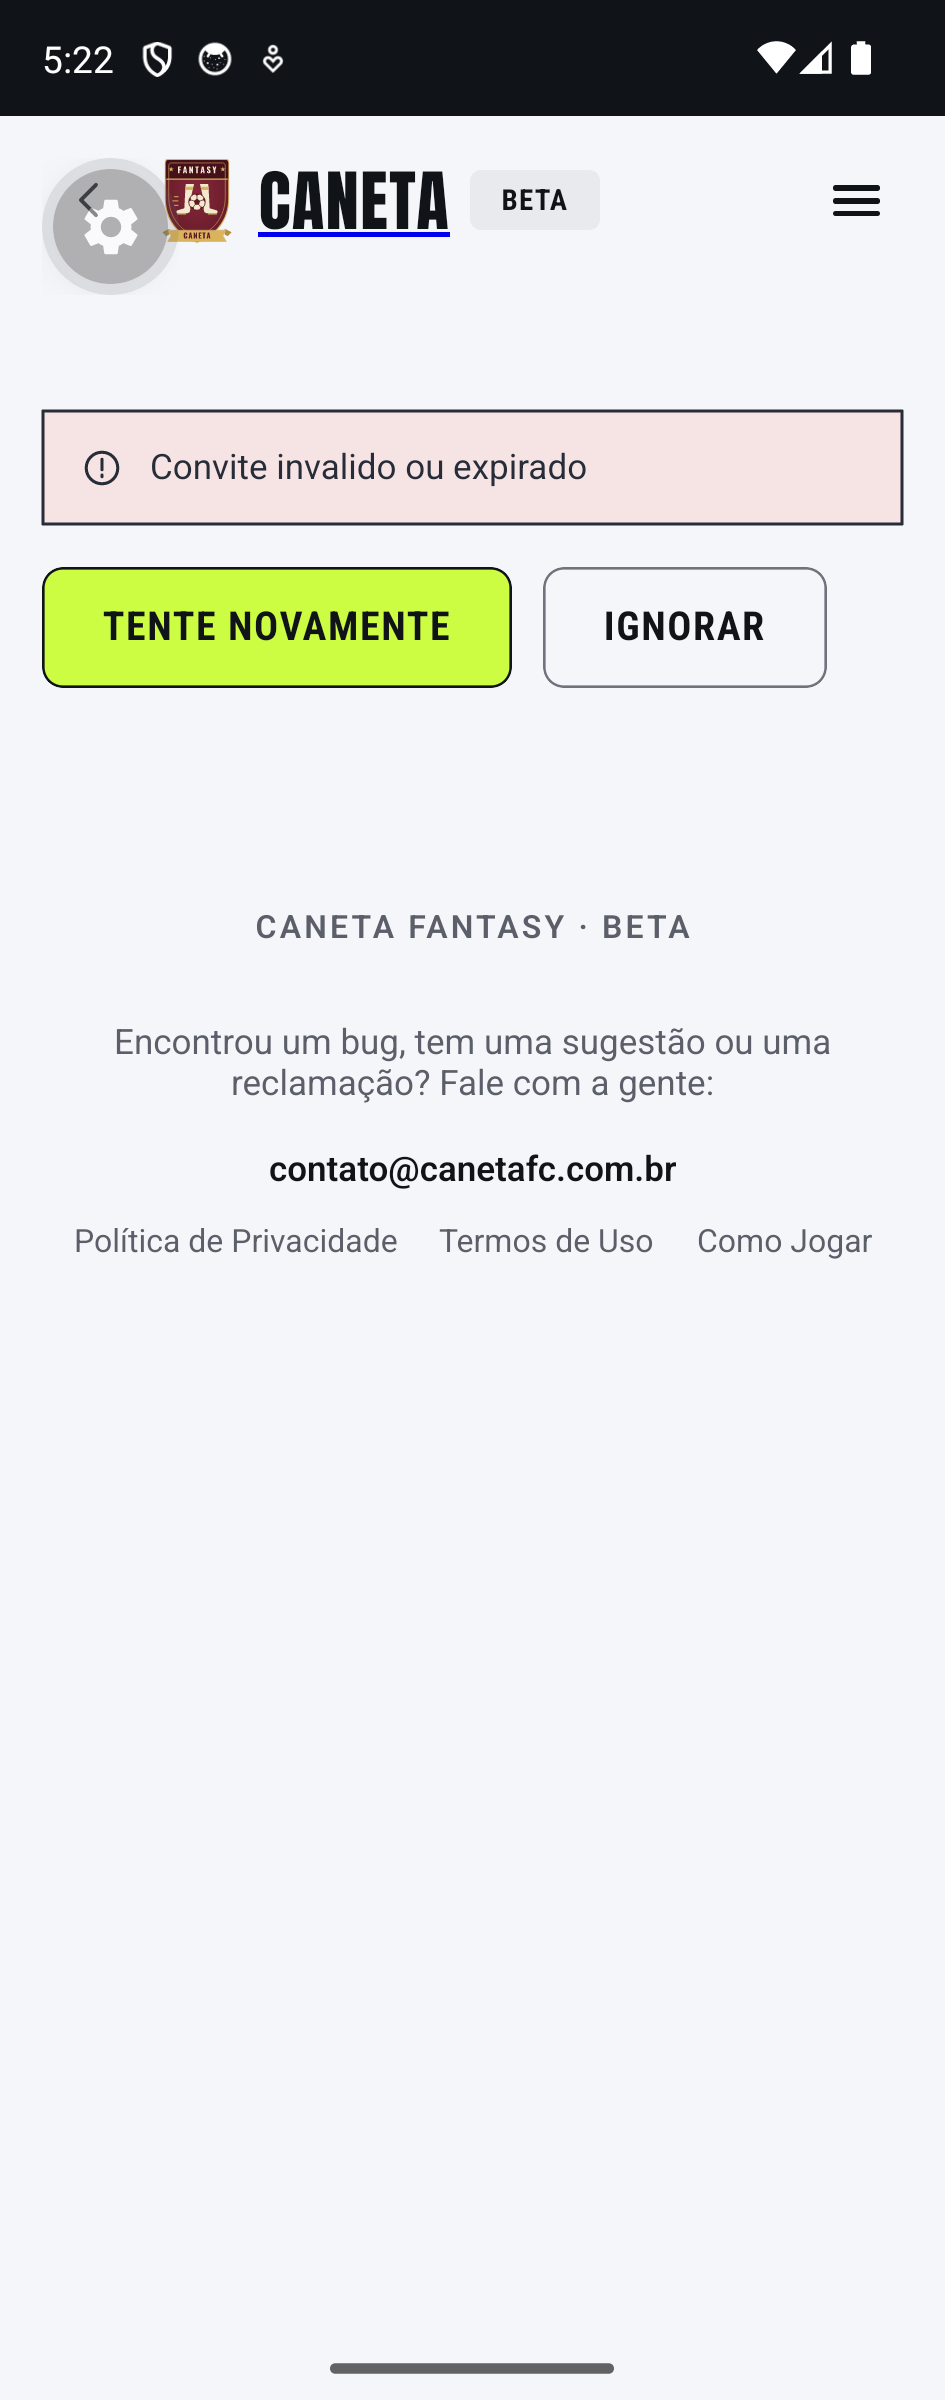 5:22
FANTASY
CANETA
CANETA
BETA
Convite invalido ou expirado
TENTE NOVAMENTE
IGNORAR
CANETA FANTASY · BETA
Encontrou um bug, tem uma sugestão ou uma
reclamação? Fale com a gente:
contato@canetafc.com.br
Política de Privacidade
Termos de Uso
Como Jogar